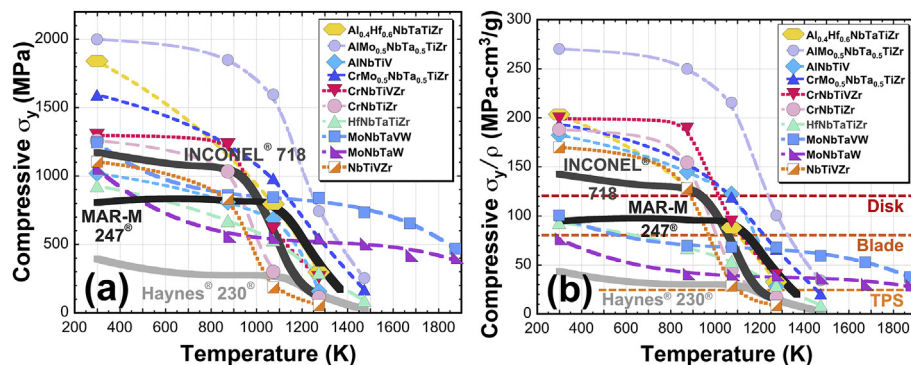 2000
1500
1000
500
0
Compressive σy (MPa)
200 400 600 800 1000 1200 1400 1600 1800
Temperature (K)
(a)
INCONEL® 718
MAR-M
247®
Haynes® 230®
Al0.4Hf0.6NbTaTiZr
AlMo0.5NbTa0.5TiZr
AlNbTiV
CrMo0.5NbTa0.5TiZr
CrNbTiVZr
CrNbTiZr
HfNbTaTiZr
MoNbTaVW
MoNbTaW
NbTiVZr
300
250
200
150
100
50
0
Compressive σy/ρ (MPa-cm3/g)
200 400 600 800 1000 1200 1400 1600 1800
Temperature (K)
(b)
INCONEL®
718
MAR-M
247®
Haynes® 230®
Al0.4Hf0.6NbTaTiZr
AlMo0.5NbTa0.5TiZr
AlNbTiV
CrMo0.5NbTa0.5TiZr
CrNbTiVZr
CrNbTiZr
HfNbTaTiZr
MoNbTaVW
MoNbTaW
NbTiVZr
Disk
Blade
TPS